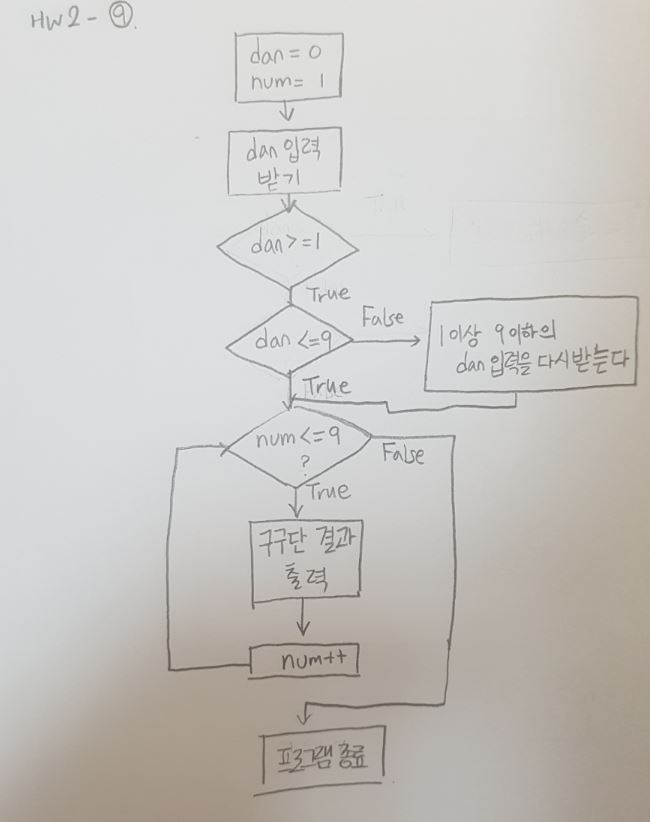 HW2-⑨.
dan = 0
num = 1
dan 입력
받기
dan>=1
True
dan <=9
False
1이상 9이하의
dan 입력을 다시 받는다
True
num<=9
?
False
True
구구단 결과
출력
num++
프로그램 종료